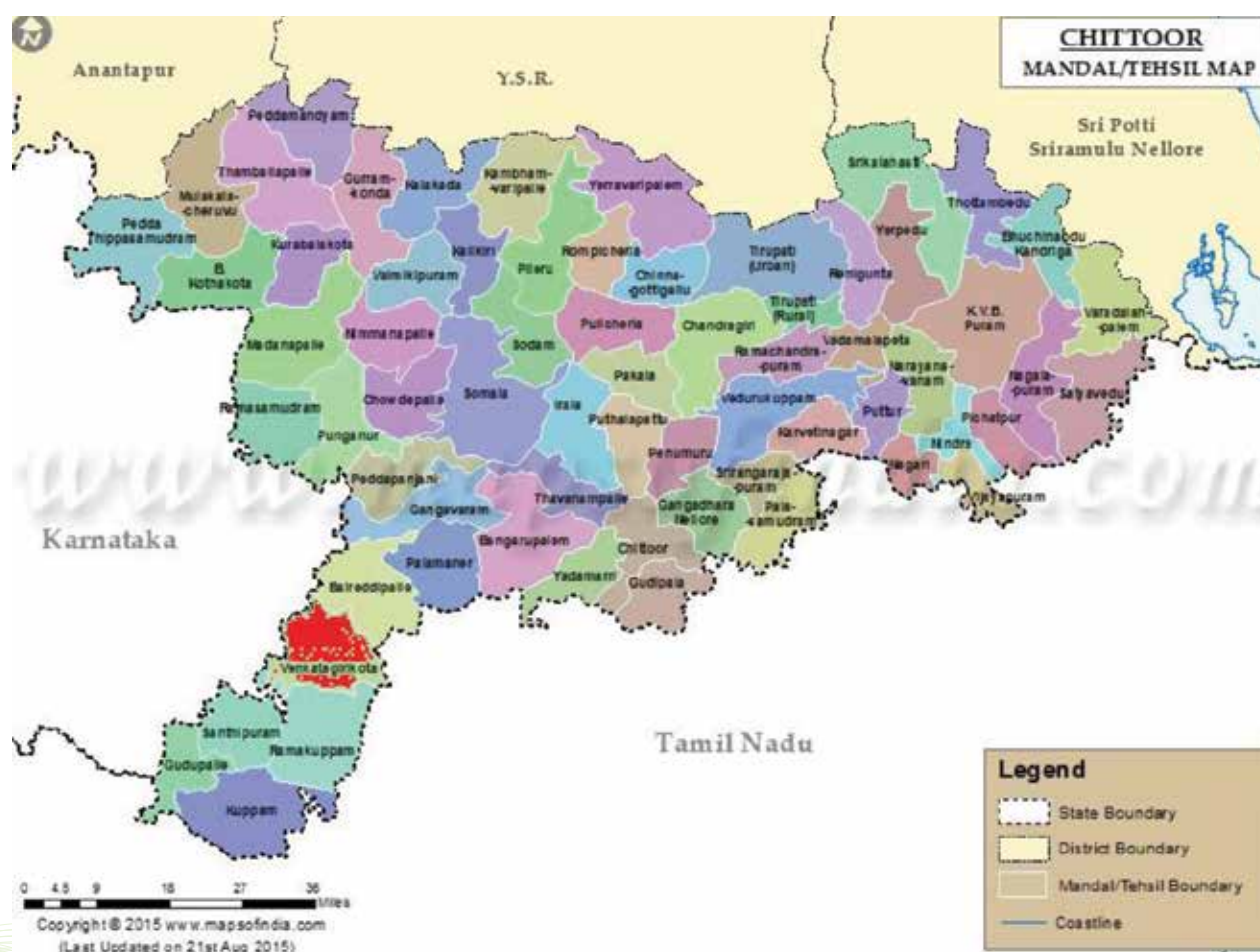 N
CHITTOOR
MANDAL/TEHSIL MAP
Anantapur
Y.S.R.
Sri Potti
Sriramulu Nellore
Peddamandyam
Thamballapalle
Gurram-
-konda
Kalakada
Kambham-
-varipalle
Yerravaripalem
Srikalahasti
Thottambedu
Mulakala-
-cheruvu
Pedda
Thippasamudram
Kurabalakota
B.
Kothakota
Valmikipuram
Kalikiri
Pileru
Rompicherla
Chinna-
-gottigallu
Tirupati
(Urban)
Renigunta
Yerpedu
Buchinaidu
Kandriga
Tirupati
(Rural)
K.V.B.
Puram
Varadaiah-
-palem
Madanapalle
Nimmanapalle
Sodam
Pulicherla
Chandragiri
Ramachandra-
-puram
Vadamalapeta
Narayana-
-vanam
Nagala-
-puram
Satyavedu
Ramasamudram
Punganur
Chowdepalle
Somala
Irala
Pakala
Puthalapattu
Vedurukuppam
Karvetinagar
Puttur
Pichatpur
Nindra
Nagari
Penumuru
Srirangaraja-
-puram
Peddapanjani
Gangavaram
Thavanampalle
Gangadhara
Nellore
Pala-
-samudram
Vijayapuram
www.mapsofindia.com
Karnataka
Palamaner
Bangarupalem
Chittoor
Yadamarri
Gudipala
Baireddipalle
Venkatagirikota
Santhipuram
Ramakuppam
Gudupalle
Kuppam
Tamil Nadu
Legend
State Boundary
District Boundary
Mandal/Tehsil Boundary
Coastline
0 4.5 9 18 27 36
Miles
Copyright © 2015 www.mapsofindia.com
(Last Updated on 21st Aug 2015)